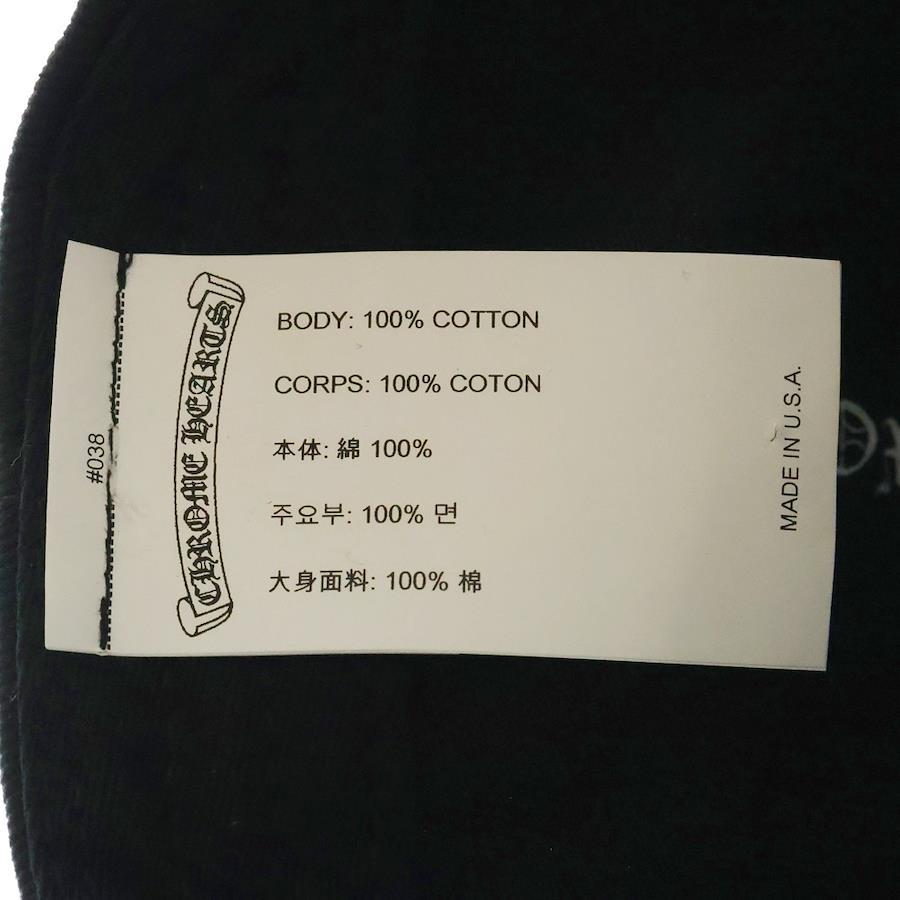 #038
CHROME HEARTS
BODY: 100% COTTON
CORPS: 100% COTON
本体: 綿 100%
주요부: 100% 면
大身面料: 100% 棉
MADE IN U.S.A.